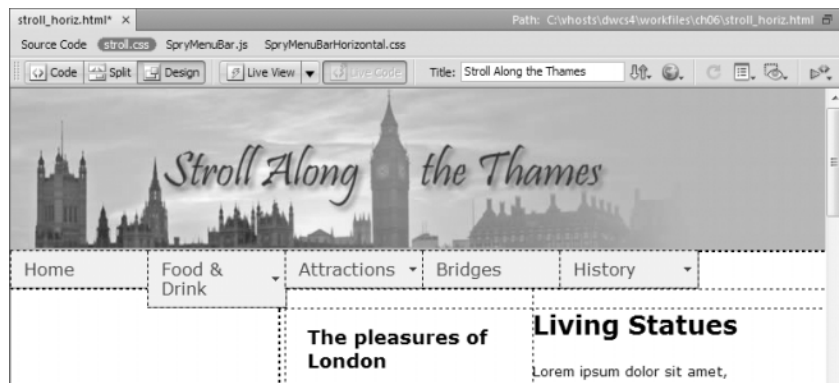 stroll_horiz.html* × Path: C:\vhosts\dwcs4\workfiles\ch06\stroll_horiz.html
Source Code stroll.css SpryMenuBar.js SpryMenuBarHorizontal.css
Code Split Design Live View Live Code Title: Stroll Along the Thames
Stroll Along the Thames
Home Food & Attractions Bridges History
Drink
The pleasures of Living Statues
London
Lorem ipsum dolor sit amet,